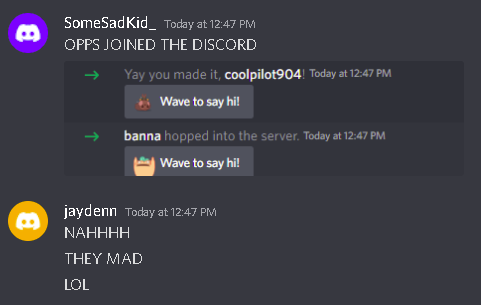 SomeSadKid_ Today at 12:47 PM
OPPS JOINED THE DISCORD
Yay you made it, coolpilot904! Today at 12:47 PM
Wave to say hi!
banna hopped into the server. Today at 12:47 PM
Wave to say hi!
jaydenn Today at 12:47 PM
NAHHHH
THEY MAD
LOL